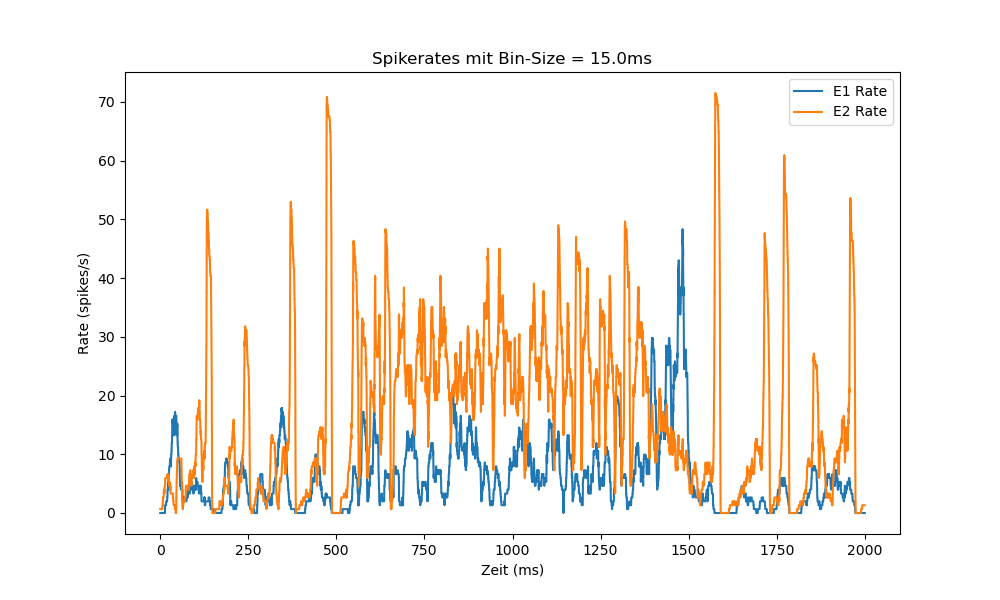 Spikerates mit Bin-Size = 15.0ms
E1 Rate
E2 Rate
Rate (spikes/s)
70
60
50
40
30
20
10
0
0 250 500 750 1000 1250 1500 1750 2000
Zeit (ms)